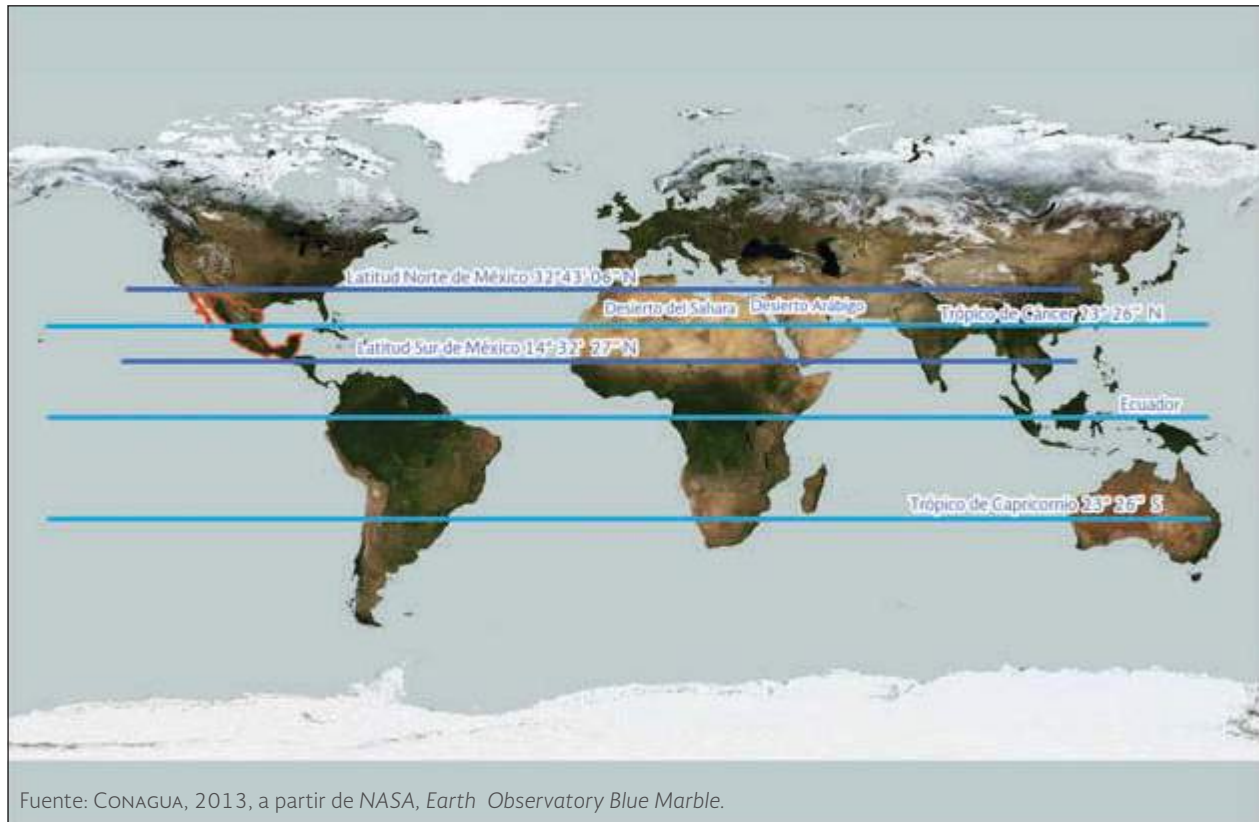 Latitud Norte de México 32°43' 06" N
Desierto del Sahara
Desierto Arábigo
Trópico de Cáncer 23° 26" N
Latitud Sur de México 14° 32' 27" N
Ecuador
Trópico de Capricornio 23° 26" S
Fuente: CONAGUA, 2013, a partir de NASA, Earth Observatory Blue Marble.